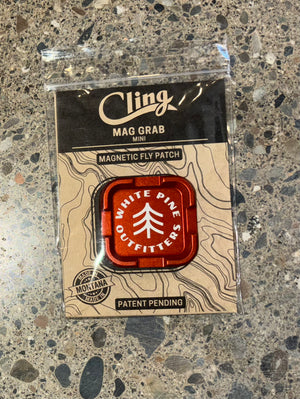 Cling
MAG GRAB
MINI
MAGNETIC FLY PATCH
WHITE PINE
OUTFITTERS
MONTANA
PATENT PENDING